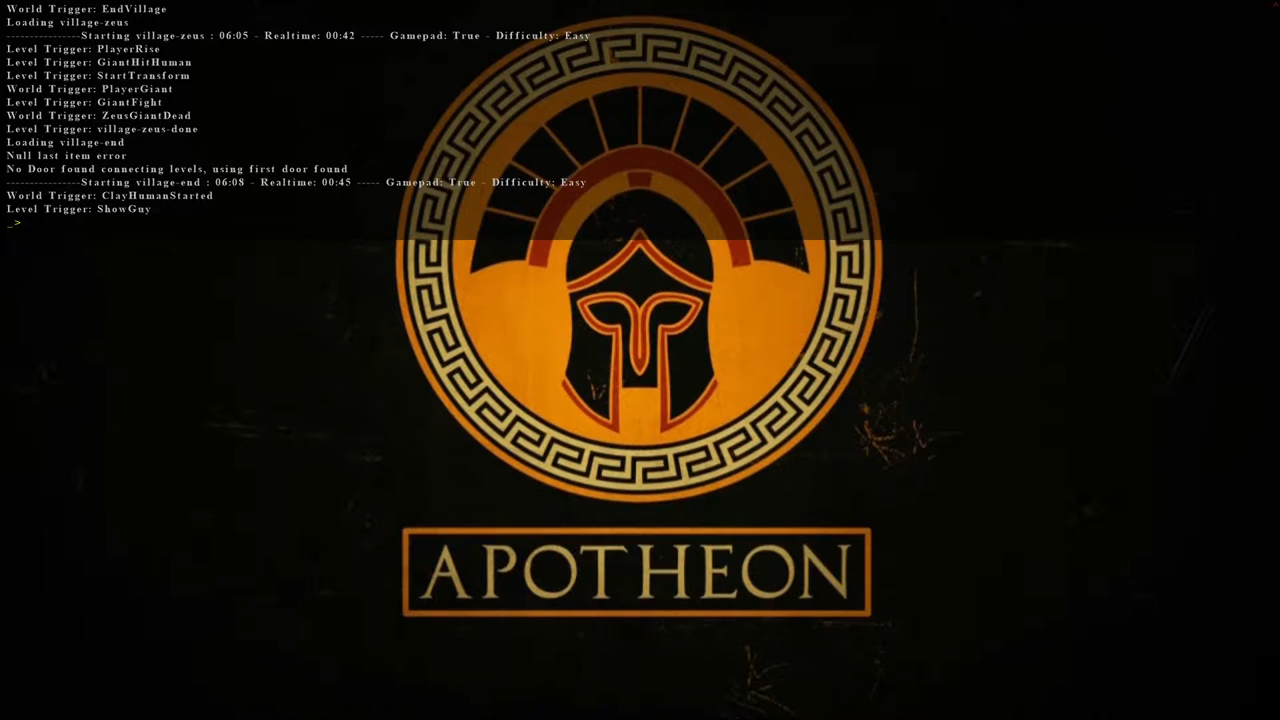 World Trigger: EndVillage
Loading village-zeus
----------------Starting village-zeus : 06:05 - Realtime: 00:42 ----- Gamepad: True - Difficulty: Easy
Level Trigger: PlayerRise
Level Trigger: GiantHitHuman
Level Trigger: StartTransform
World Trigger: PlayerGiant
Level Trigger: GiantFight
World Trigger: ZeusGiantDead
Level Trigger: village-zeus-done
Loading village-end
Null last item error
No Door found connecting levels, using first door found
----------------Starting village-end : 06:08 - Realtime: 00:45 ----- Gamepad: True - Difficulty: Easy
World Trigger: ClayHumanStarted
Level Trigger: ShowGuy
_>
^
APOTHEON